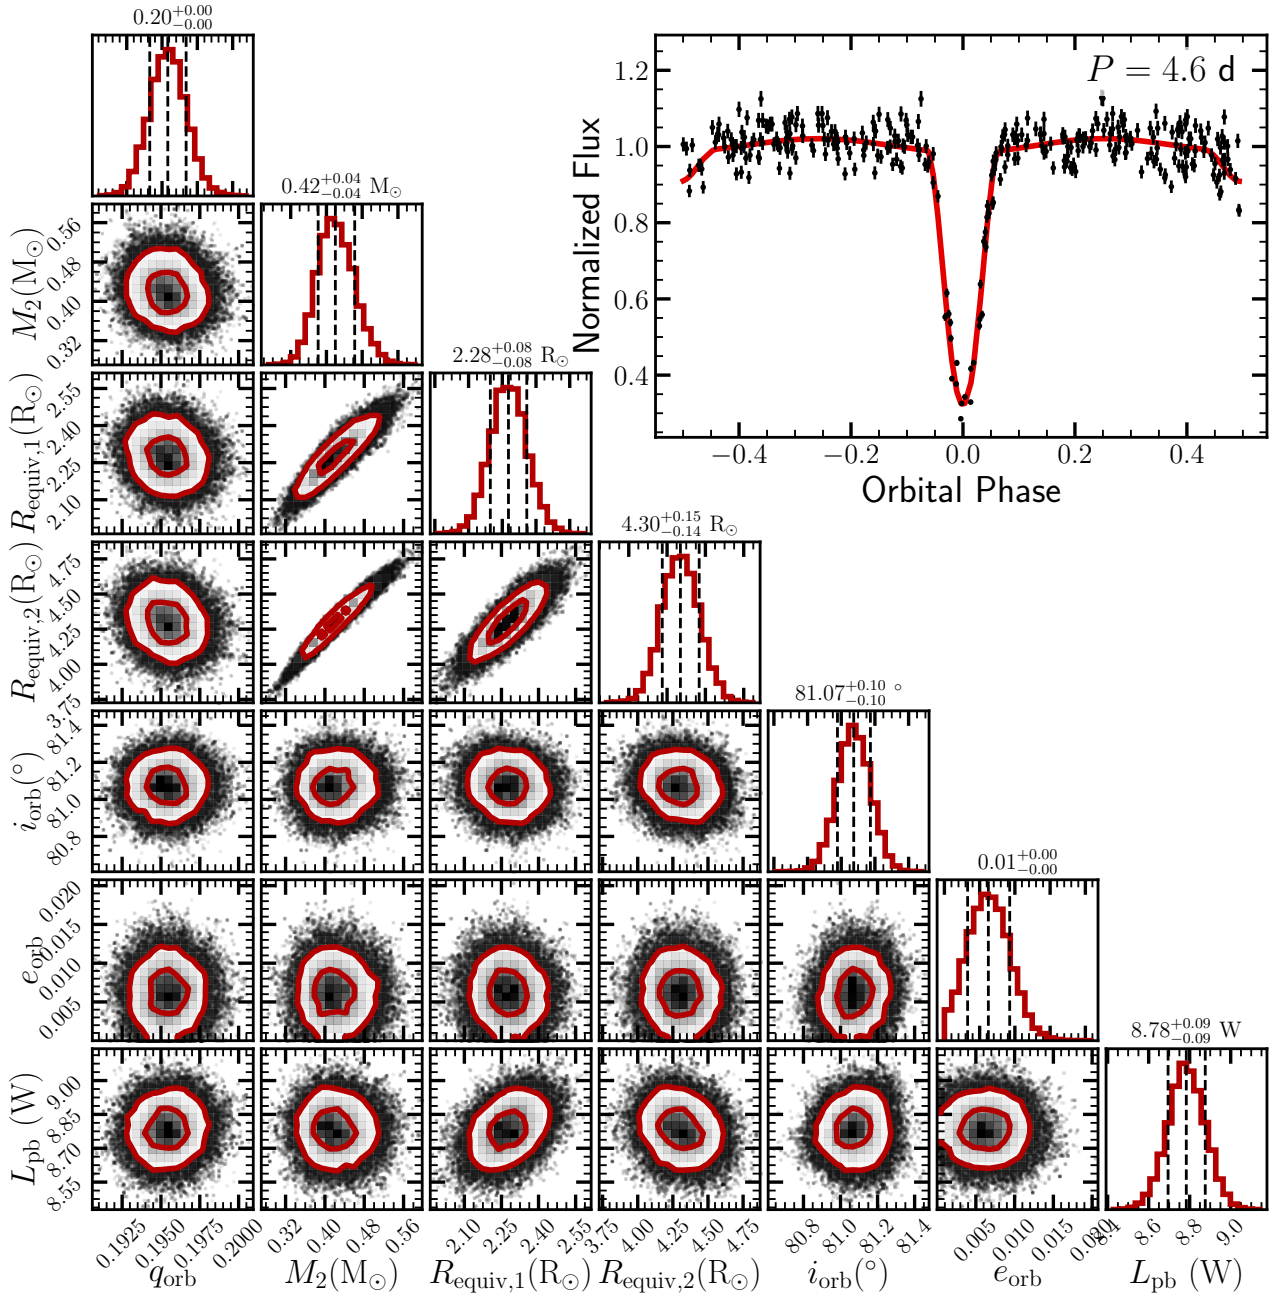 0.20+0.00−0.00
0.42+0.04−0.04 M⊙
2.28+0.08−0.08 R⊙
4.30+0.15−0.14 R⊙
81.07+0.10−0.10 °
0.01+0.00−0.00
8.78+0.09−0.09 W
P = 4.6 d
Normalized Flux
1.2
1.0
0.8
0.6
0.4
−0.4 −0.2 0.0 0.2 0.4
Orbital Phase
M2(M⊙)
0.56
0.48
0.40
0.32
Requiv,1(R⊙)
2.55
2.40
2.25
2.10
Requiv,2(R⊙)
4.75
4.50
4.25
4.00
3.75
iorb(°)
81.4
81.2
81.0
80.8
eorb
0.020
0.015
0.010
0.005
Lpb (W)
9.00
8.85
8.70
8.55
0.1925 0.1950 0.1975 0.2000
0.32 0.40 0.48 0.56
2.10 2.25 2.40 2.55
3.75 4.00 4.25 4.50 4.75
80.8 81.0 81.2 81.4
0.005 0.010 0.015 0.020
8.4 8.6 8.8 9.0
qorb M2(M⊙) Requiv,1(R⊙) Requiv,2(R⊙) iorb(°) eorb Lpb (W)